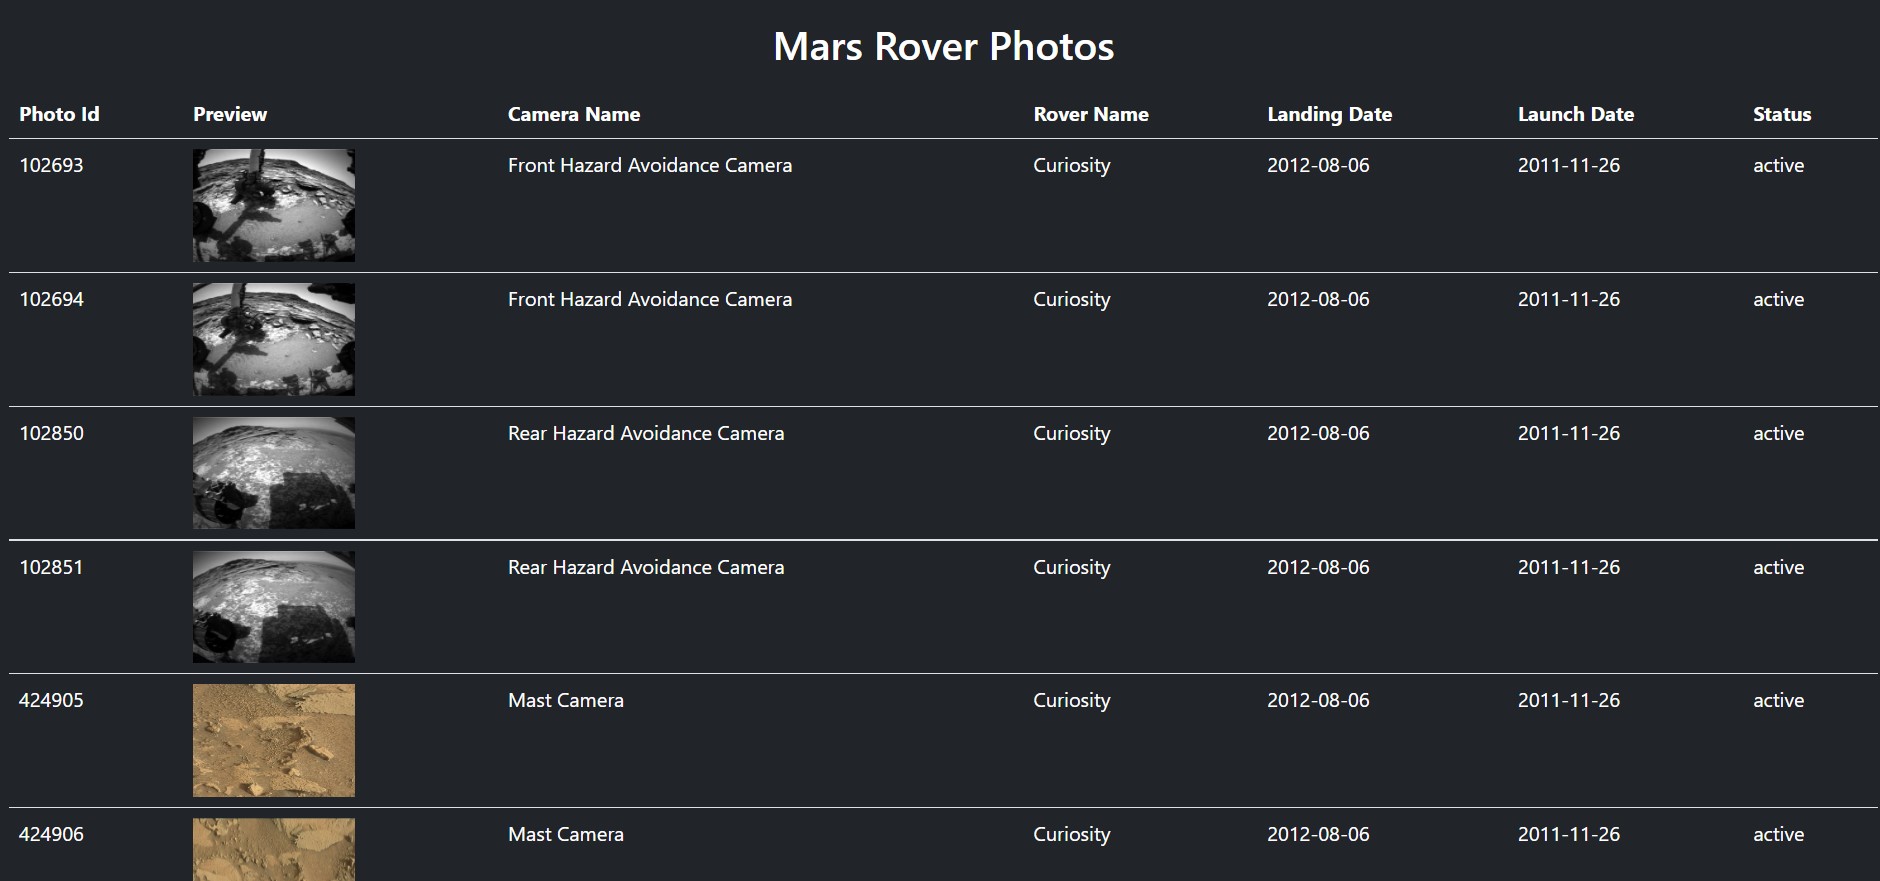 Mars Rover Photos
Photo Id Preview Camera Name Rover Name Landing Date Launch Date Status
102693 Front Hazard Avoidance Camera Curiosity 2012-08-06 2011-11-26 active
102694 Front Hazard Avoidance Camera Curiosity 2012-08-06 2011-11-26 active
102850 Rear Hazard Avoidance Camera Curiosity 2012-08-06 2011-11-26 active
102851 Rear Hazard Avoidance Camera Curiosity 2012-08-06 2011-11-26 active
424905 Mast Camera Curiosity 2012-08-06 2011-11-26 active
424906 Mast Camera Curiosity 2012-08-06 2011-11-26 active